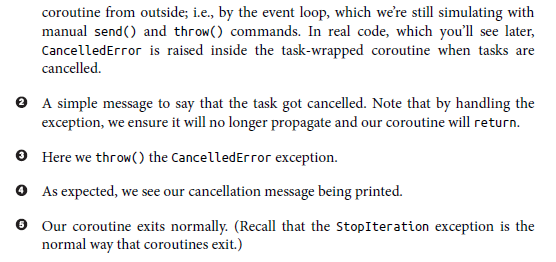 coroutine from outside; i.e., by the event loop, which we're still simulating with
manual send() and throw() commands. In real code, which you'll see later,
CancelledError is raised inside the task-wrapped coroutine when tasks are
cancelled.
❷ A simple message to say that the task got cancelled. Note that by handling the
exception, we ensure it will no longer propagate and our coroutine will return.
❸ Here we throw() the CancelledError exception.
❹ As expected, we see our cancellation message being printed.
❺ Our coroutine exits normally. (Recall that the StopIteration exception is the
normal way that coroutines exit.)